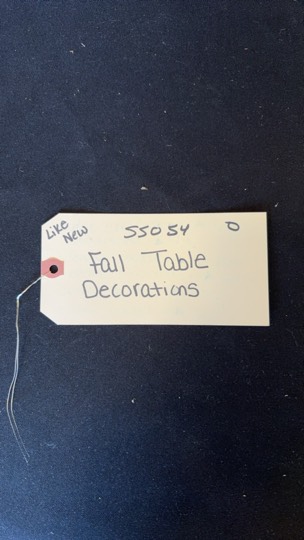 Like
New
55054 D
Fall Table
Decorations